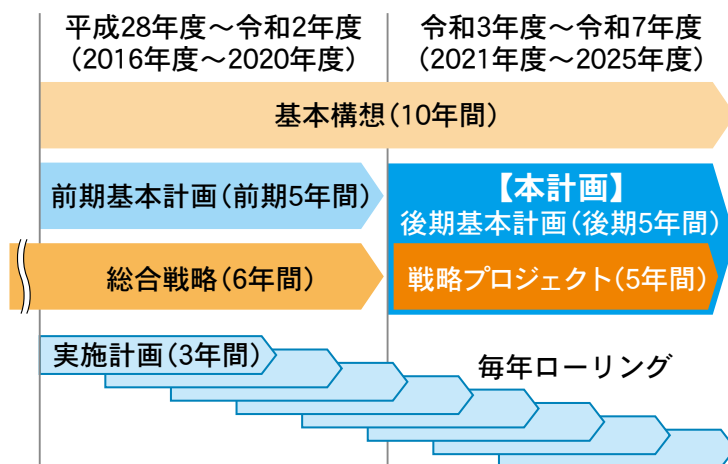 平成28年度～令和2年度
（2016年度～2020年度）
令和3年度～令和7年度
（2021年度～2025年度）
基本構想（10年間）
前期基本計画（前期5年間）
【本計画】
後期基本計画（後期5年間）
総合戦略（6年間）
戦略プロジェクト（5年間）
実施計画（3年間）
毎年ローリング